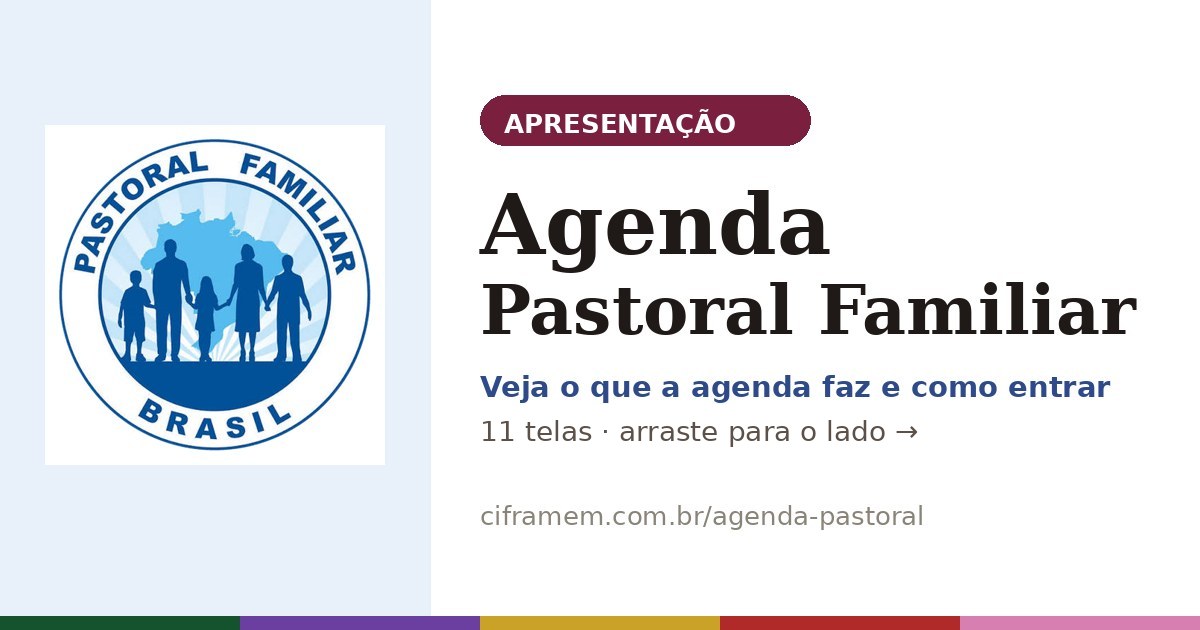 PASTORAL FAMILIAR
BRASIL
APRESENTAÇÃO
Agenda
Pastoral Familiar
Veja o que a agenda faz e como entrar
11 telas · arraste para o lado →
ciframem.com.br/agenda-pastoral